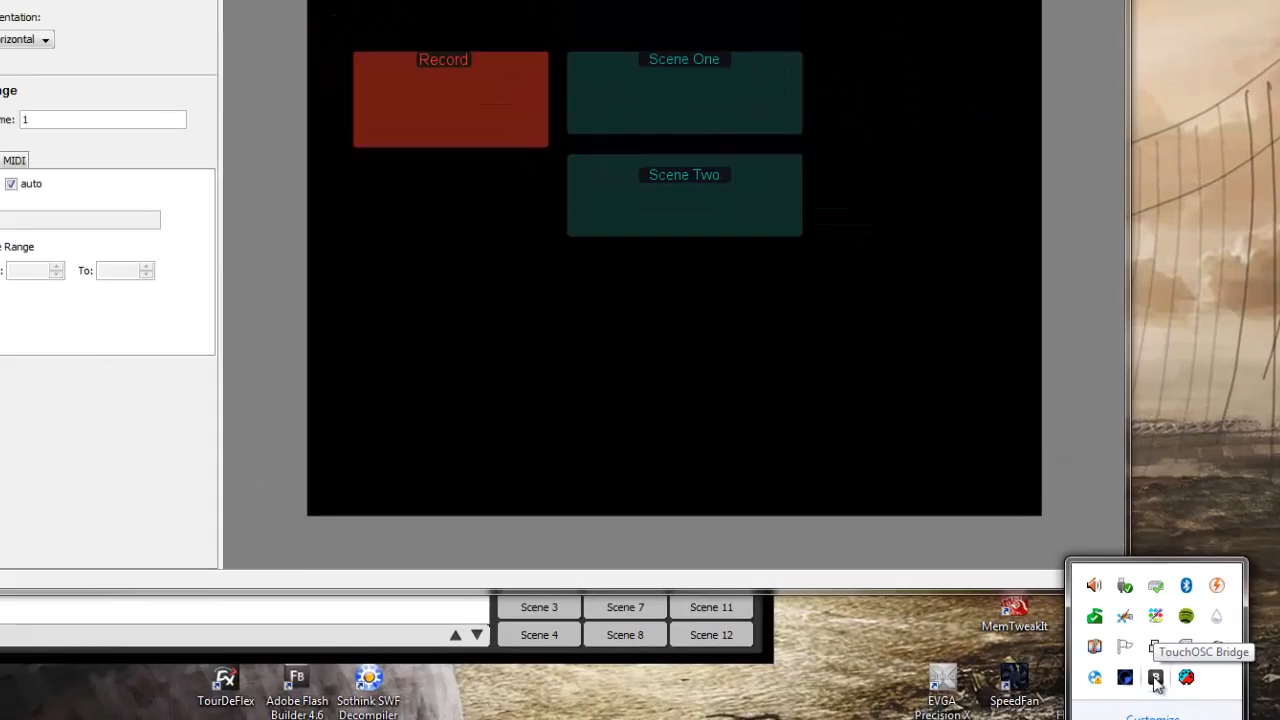 entation:
rizontal
ge
me: 1
MIDI
auto
e Range
: To:
Record
Scene One
Scene Two
Scene 3 Scene 7 Scene 11
Scene 4 Scene 8 Scene 12
MemTweakIt
TouchOSC Bridge
TourDeFlex
Adobe Flash Builder 4.6
Sothink SWF Decompiler
EVGA Precision X
SpeedFan
Customize...